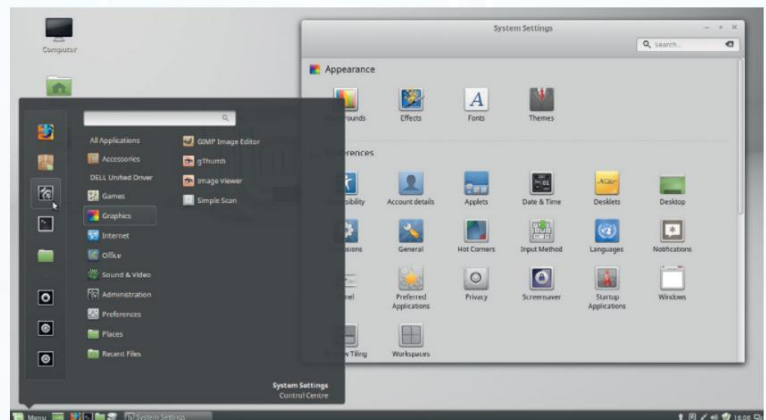 Computer
System Settings
Search...
Appearance
Effects
Fonts
Themes
Account details
Applets
Date & Time
Desklets
Desktop
General
Hot Corners
Input Method
Languages
Notifications
Preferred
Applications
Privacy
Screensaver
Startup
Applications
Windows
Workspaces
All Applications
Accessories
DELL Unified Driver
Games
Graphics
Internet
Office
Sound & Video
Administration
Preferences
Places
Recent Files
GIMP Image Editor
gThumb
Image Viewer
Simple Scan
System Settings
Control Centre
Menu
System Settings